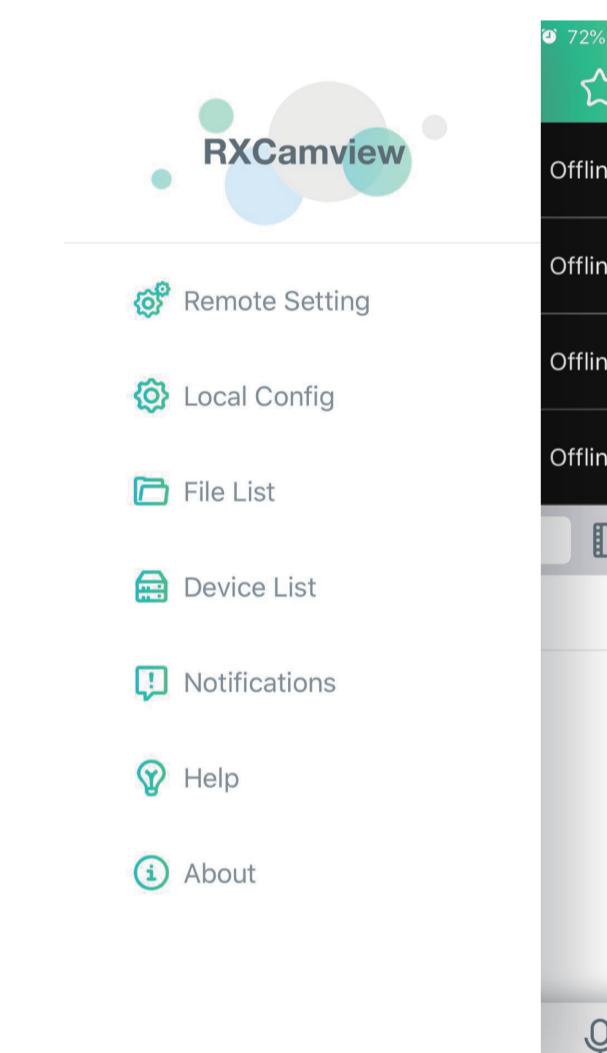 72%
RXCamview
Offlin
Remote Setting
Offlin
Local Config
Offlin
File List
Offlin
Device List
Notifications
Help
About